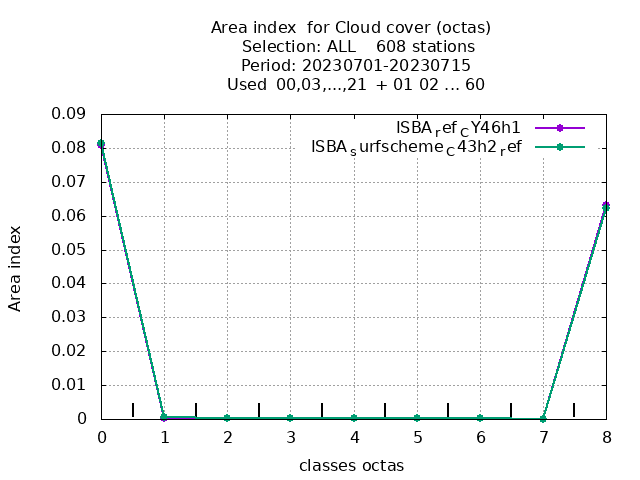 Area index  for Cloud cover (octas)
Selection: ALL    608 stations
Period: 20230701-20230715
Used  00,03,...,21  + 01 02 ... 60
ISBA_ref_CY46h1
ISBA_surfscheme_C43h2_ref
0.09
0.08
0.07
0.06
0.05
0.04
0.03
0.02
0.01
0
Area index
0 1 2 3 4 5 6 7 8
classes octas